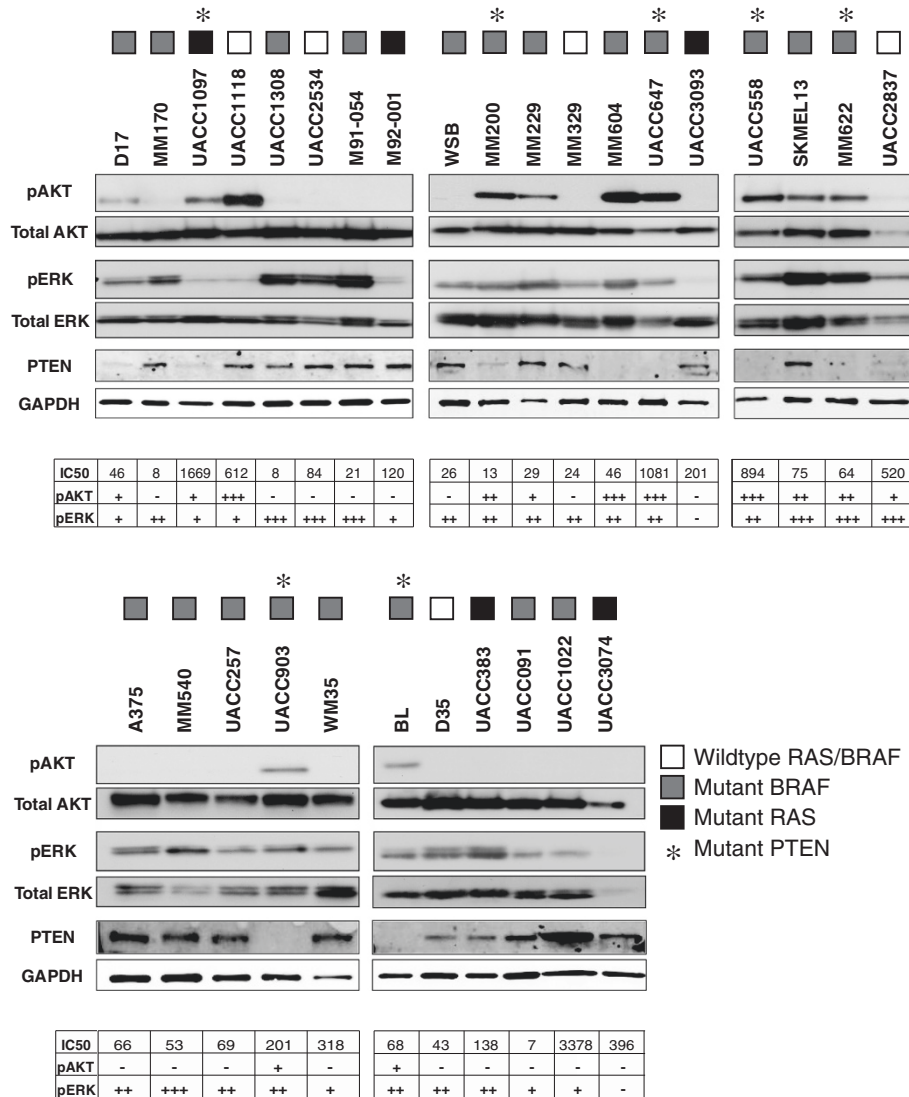 * * * * *
D17 MM170 UACC1097 UACC1118 UACC1308 UACC2534 M91-054 M92-001 WSB MM200 MM229 MM329 MM604 UACC647 UACC3093 UACC558 SKMEL13 MM622 UACC2837
pAKT
Total AKT
pERK
Total ERK
PTEN
GAPDH
IC50 46 8 1669 612 8 84 21 120 26 13 29 24 46 1081 201 894 75 64 520
pAKT + - + +++ - - - - - ++ + - +++ +++ - +++ ++ ++ +
pERK + ++ + + +++ +++ +++ + ++ ++ ++ ++ ++ ++ - ++ +++ +++ +++
* *
A375 MM540 UACC257 UACC903 WM35 BL D35 UACC383 UACC091 UACC1022 UACC3074
pAKT
Total AKT
pERK
Total ERK
PTEN
GAPDH
Wildtype RAS/BRAF
Mutant BRAF
Mutant RAS
* Mutant PTEN
IC50 66 53 69 201 318 68 43 138 7 3378 396
pAKT - - - + - + - - - - -
pERK ++ +++ ++ ++ + ++ ++ ++ + + -